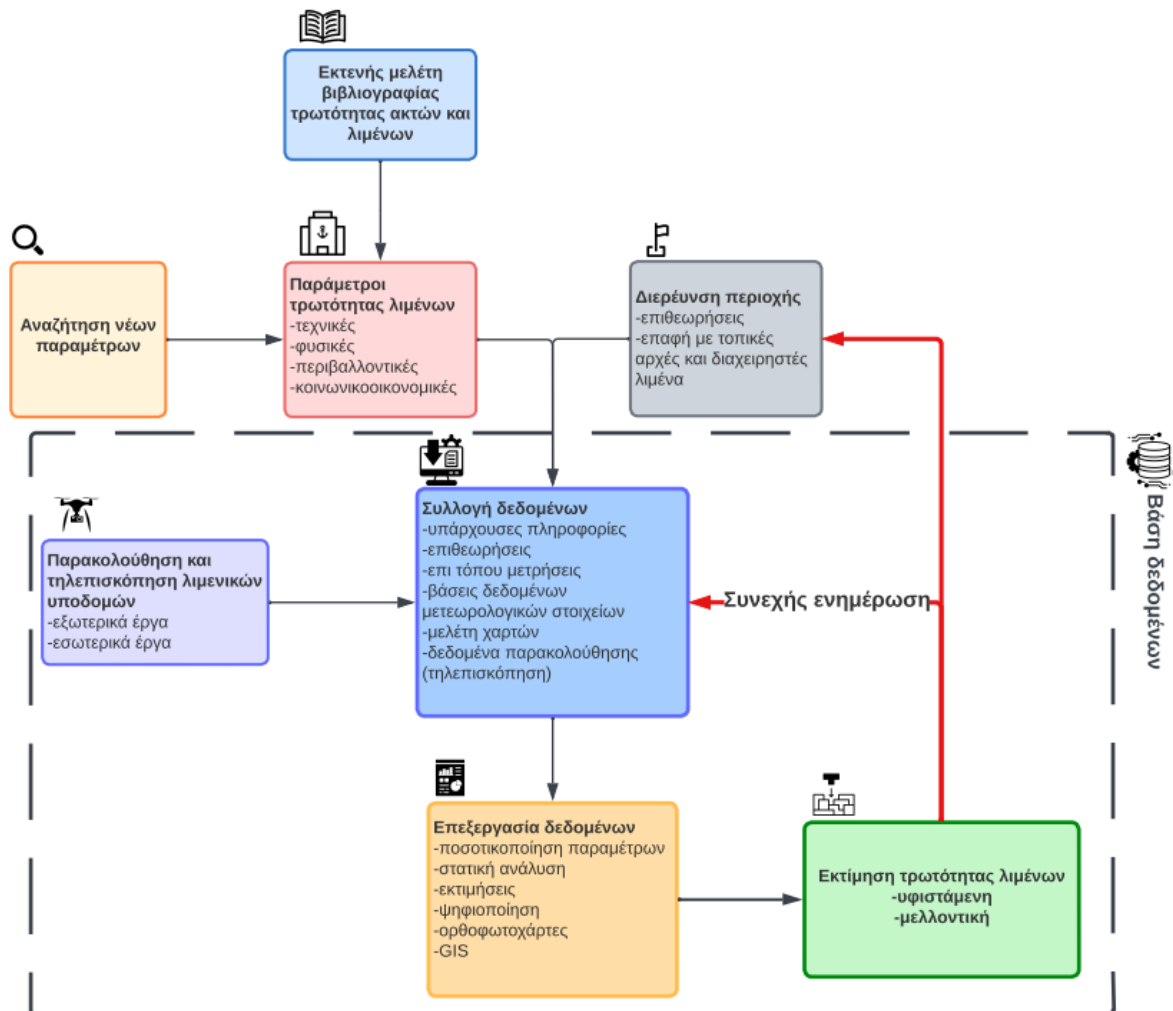 Εκτενής μελέτη
βιβλιογραφίας
τρωτότητας ακτών και
λιμένων
Αναζήτηση νέων
παραμέτρων
Παράμετροι
τρωτότητας λιμένων
-τεχνικές
-φυσικές
-περιβαλλοντικές
-κοινωνικοοικονομικές
Διερέυνση περιοχής
-επιθεωρήσεις
-επαφή με τοπικές
αρχές και διαχειρηστές
λιμένα
Βάση δεδομένων
Παρακολούθηση και
τηλεπισκόπηση λιμενικών
υποδομών
-εξωτερικά έργα
-εσωτερικά έργα
Συλλογή δεδομένων
-υπάρχουσες πληροφορίες
-επιθεωρήσεις
-επι τόπου μετρήσεις
-βάσεις δεδομένων
μετεωρολογικών στοιχείων
-μελέτη χαρτών
-δεδομένα παρακολούθησης
(τηλεπισκόπηση)
Συνεχής ενημέρωση
Επεξεργασία δεδομένων
-ποσοτικοποίηση παραμέτρων
-στατική ανάλυση
-εκτιμήσεις
-ψηφιοποίηση
-ορθοφωτοχάρτες
-GIS
Εκτίμηση τρωτότητας λιμένων
-υφιστάμενη
-μελλοντική